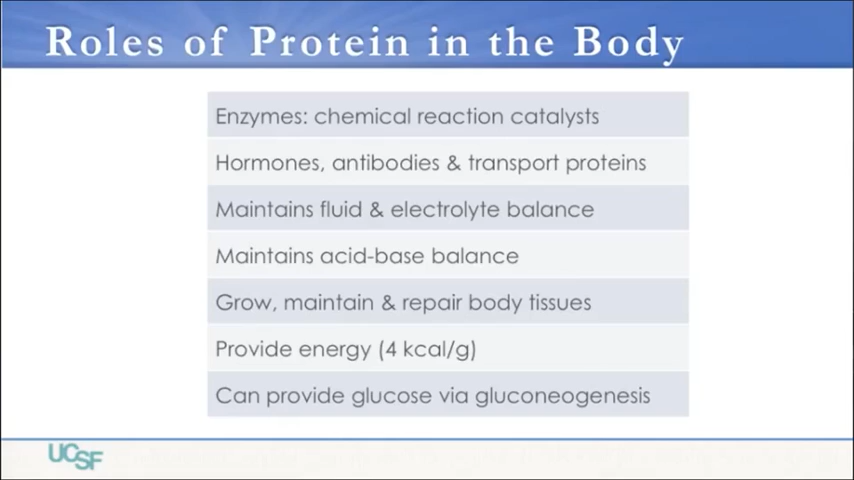 Roles of Protein in the Body
Enzymes: chemical reaction catalysts
Hormones, antibodies & transport proteins
Maintains fluid & electrolyte balance
Maintains acid-base balance
Grow, maintain & repair body tissues
Provide energy (4 kcal/g)
Can provide glucose via gluconeogenesis
UCSF